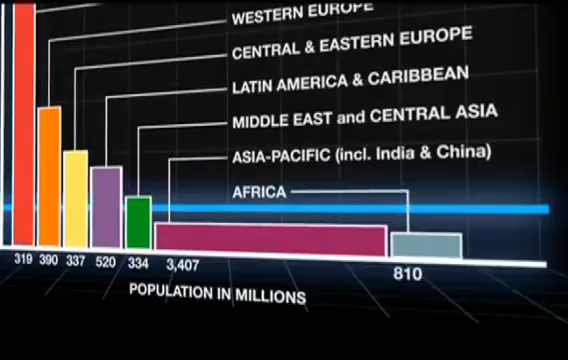 WESTERN EUROPE
CENTRAL & EASTERN EUROPE
LATIN AMERICA & CARIBBEAN
MIDDLE EAST and CENTRAL ASIA
ASIA-PACIFIC (incl. India & China)
AFRICA
319 390 337 520 334 3,407 810
POPULATION IN MILLIONS